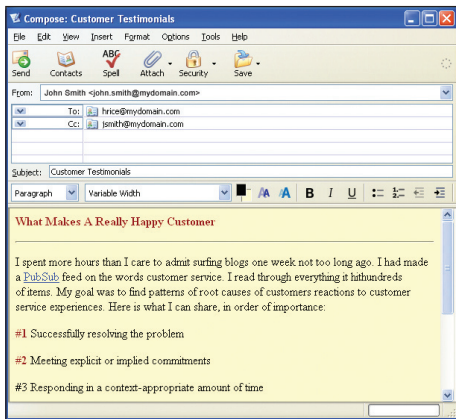 Compose: Customer Testimonials
File Edit View Insert Format Options Tools Help
ABC
Send Contacts Spell Attach Security Save
From: John Smith <john.smith@mydomain.com>
To: hrice@mydomain.com
Cc: jsmith@mydomain.com
Subject: Customer Testimonials
Paragraph Variable Width A A A B I U
What Makes A Really Happy Customer
I spent more hours than I care to admit surfing blogs one week not too long ago. I had made
a PubSub feed on the words customer service. I read through everything it hithundreds
of items. My goal was to find patterns of root causes of customers reactions to customer
service experiences. Here is what I can share, in order of importance:
#1 Successfully resolving the problem
#2 Meeting explicit or implied commitments
#3 Responding in a context-appropriate amount of time